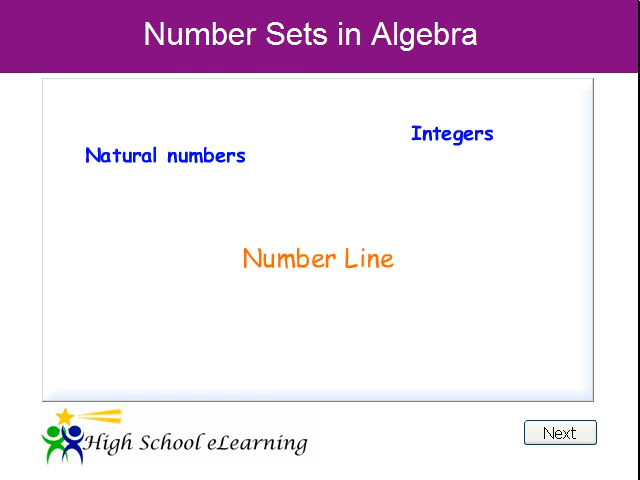 Number Sets in Algebra
Integers
Natural numbers
Number Line
High School eLearning
Next